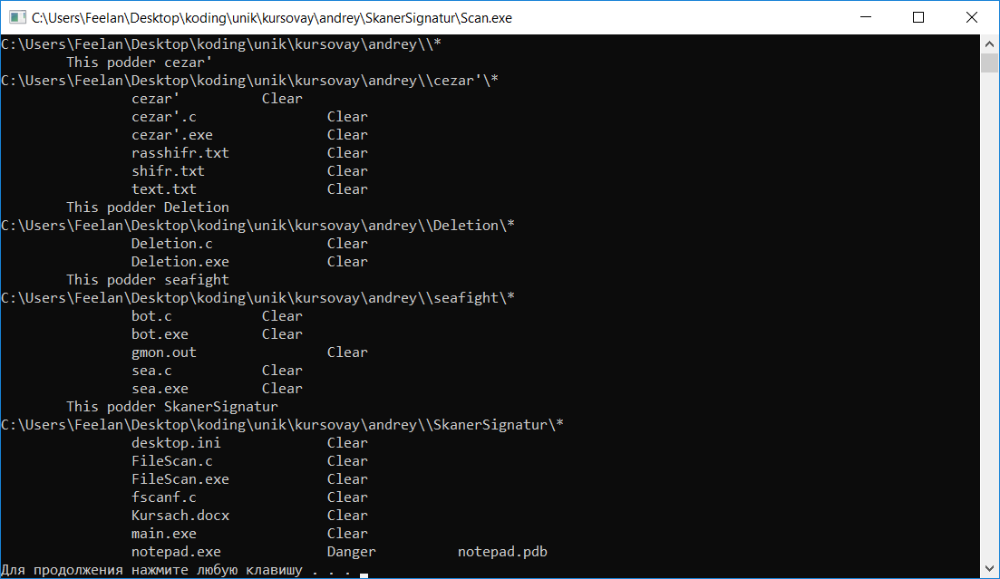 C:\Users\Feelan\Desktop\koding\unik\kursovay\andrey\SkanerSignatur\Scan.exe
C:\Users\Feelan\Desktop\koding\unik\kursovay\andrey\\*
This podder cezar'
C:\Users\Feelan\Desktop\koding\unik\kursovay\andrey\\cezar'\*
cezar' Clear
cezar'.c Clear
cezar'.exe Clear
rasshifr.txt Clear
shifr.txt Clear
text.txt Clear
This podder Deletion
C:\Users\Feelan\Desktop\koding\unik\kursovay\andrey\\Deletion\*
Deletion.c Clear
Deletion.exe Clear
This podder seafight
C:\Users\Feelan\Desktop\koding\unik\kursovay\andrey\\seafight\*
bot.c Clear
bot.exe Clear
gmon.out Clear
sea.c Clear
sea.exe Clear
This podder SkanerSignatur
C:\Users\Feelan\Desktop\koding\unik\kursovay\andrey\\SkanerSignatur\*
desktop.ini Clear
FileScan.c Clear
FileScan.exe Clear
fscanf.c Clear
Kursach.docx Clear
main.exe Clear
notepad.exe Danger notepad.pdb
Для продолжения нажмите любую клавишу . . .